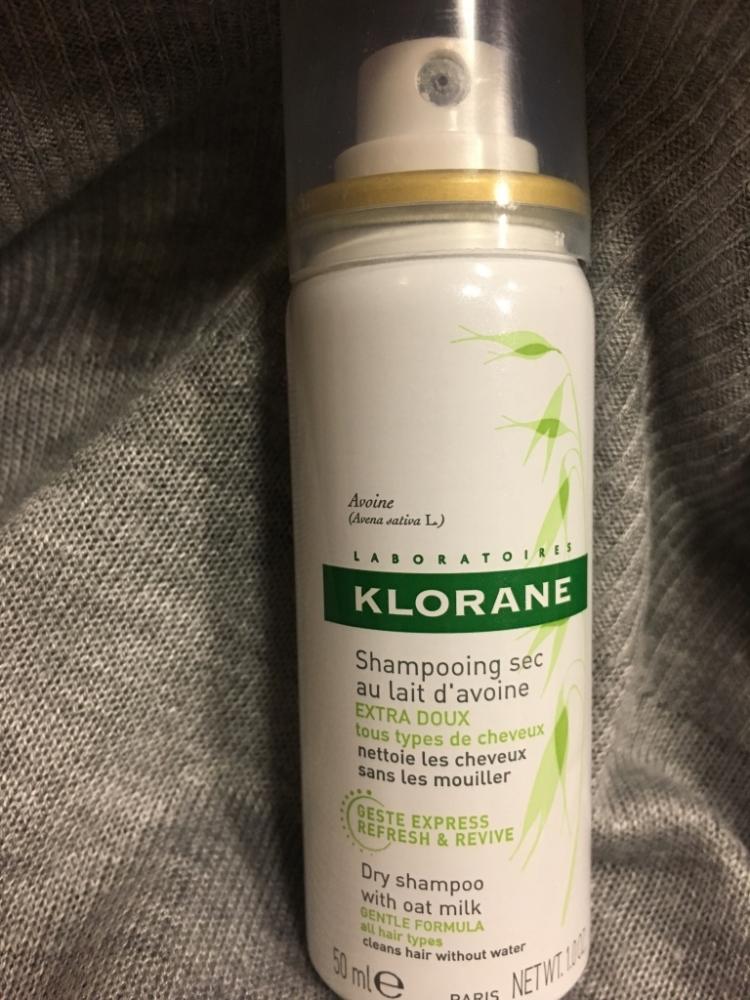 Avoine
(Avena sativa L.)
LABORATOIRES
KLORANE
Shampooing sec
au lait d'avoine
EXTRA DOUX
tous types de cheveux
nettoie les cheveux
sans les mouiller
GESTE EXPRESS
REFRESH & REVIVE
Dry shampoo
with oat milk
GENTLE FORMULA
all hair types
cleans hair without water
50 ml e
PARIS NET WT.